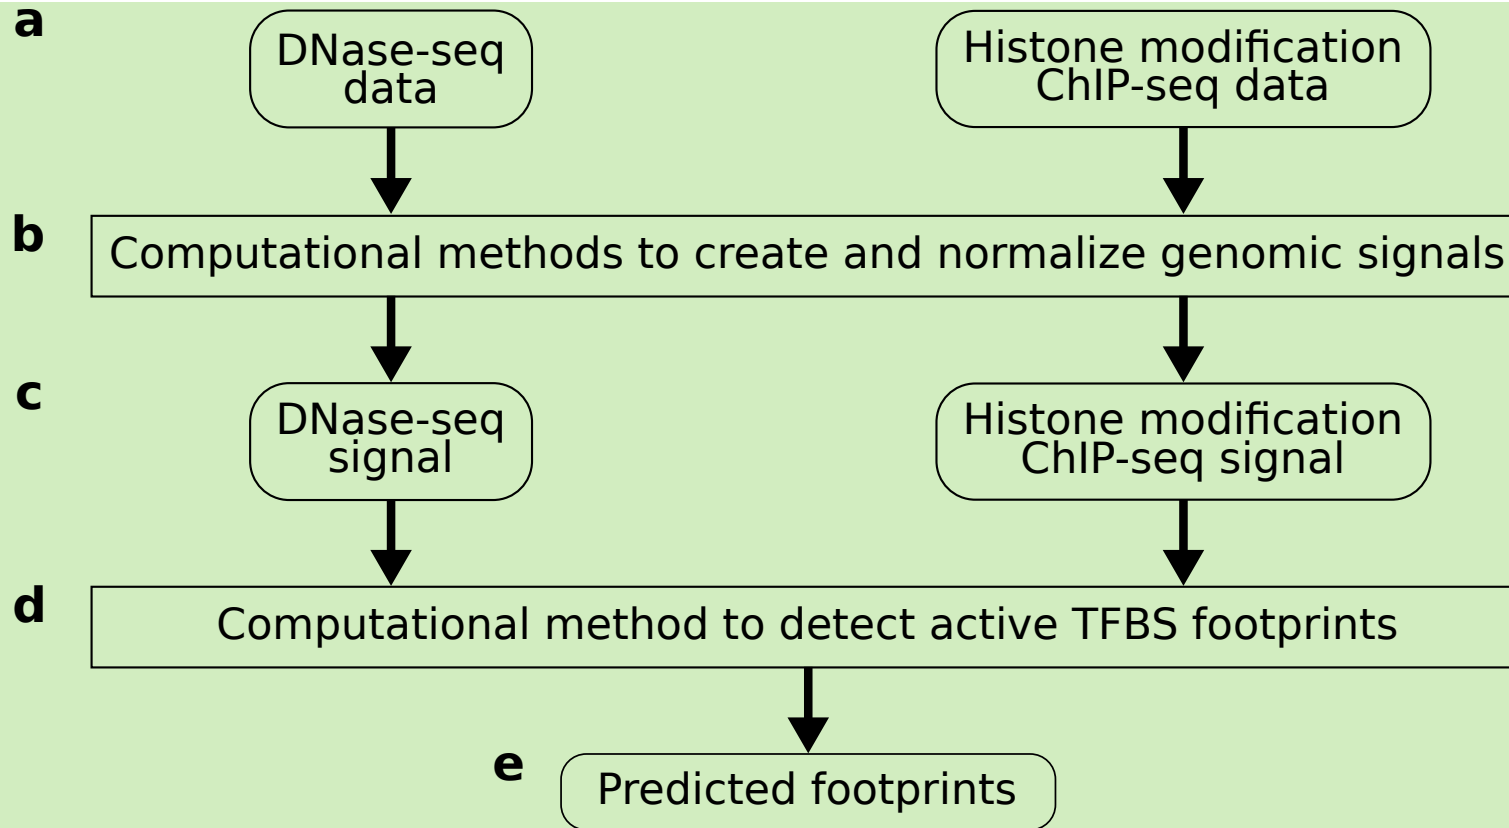 a
DNase-seq
data
Histone modification
ChIP-seq data
b
Computational methods to create and normalize genomic signals
c
DNase-seq
signal
Histone modification
ChIP-seq signal
d
Computational method to detect active TFBS footprints
e
Predicted footprints